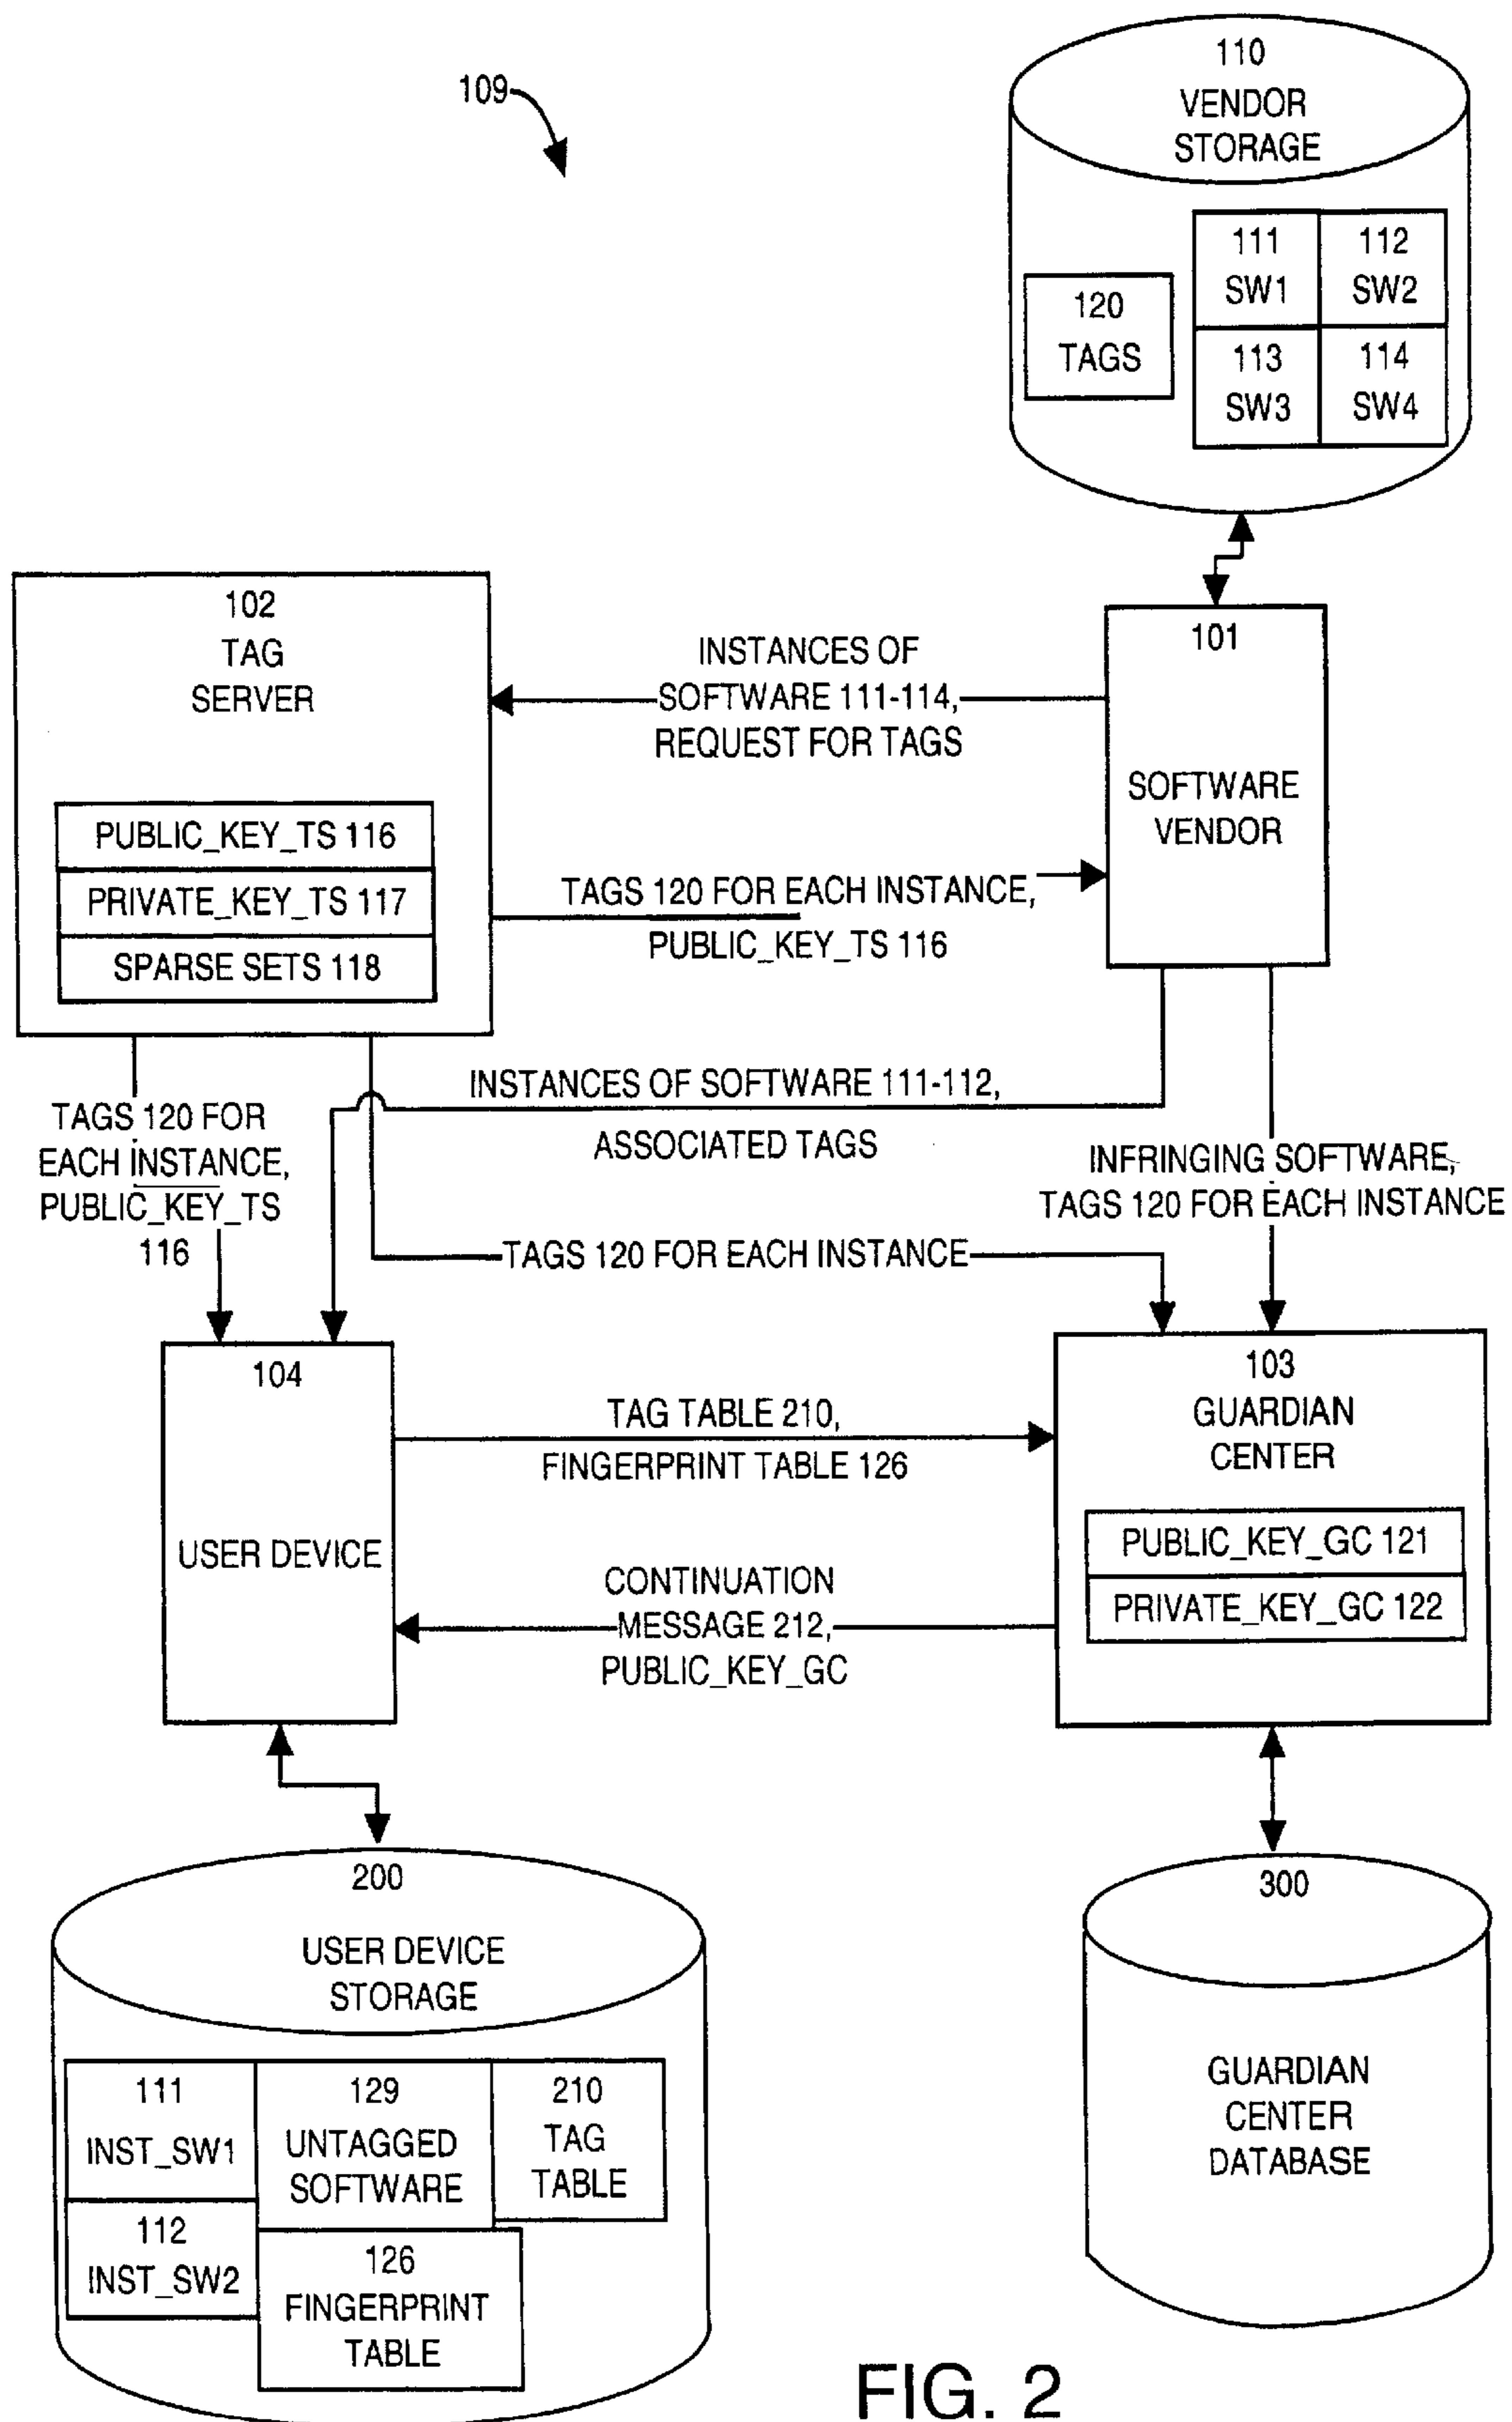 109
110
VENDOR
STORAGE
111
SW1
112
SW2
120
TAGS
113
SW3
114
SW4
102
TAG
SERVER
PUBLIC_KEY_TS 116
PRIVATE_KEY_TS 117
SPARSE SETS 118
INSTANCES OF
SOFTWARE 111-114,
REQUEST FOR TAGS
101
SOFTWARE
VENDOR
TAGS 120 FOR EACH INSTANCE,
PUBLIC_KEY_TS 116
TAGS 120 FOR
EACH INSTANCE,
PUBLIC_KEY_TS
116
INSTANCES OF SOFTWARE 111-112,
ASSOCIATED TAGS
INFRINGING SOFTWARE,
TAGS 120 FOR EACH INSTANCE
TAGS 120 FOR EACH INSTANCE
104
USER DEVICE
TAG TABLE 210,
FINGERPRINT TABLE 126
CONTINUATION
MESSAGE 212,
PUBLIC_KEY_GC
103
GUARDIAN
CENTER
PUBLIC_KEY_GC 121
PRIVATE_KEY_GC 122
200
USER DEVICE
STORAGE
111
INST_SW1
129
UNTAGGED
SOFTWARE
210
TAG
TABLE
112
INST_SW2
126
FINGERPRINT
TABLE
300
GUARDIAN
CENTER
DATABASE
FIG. 2